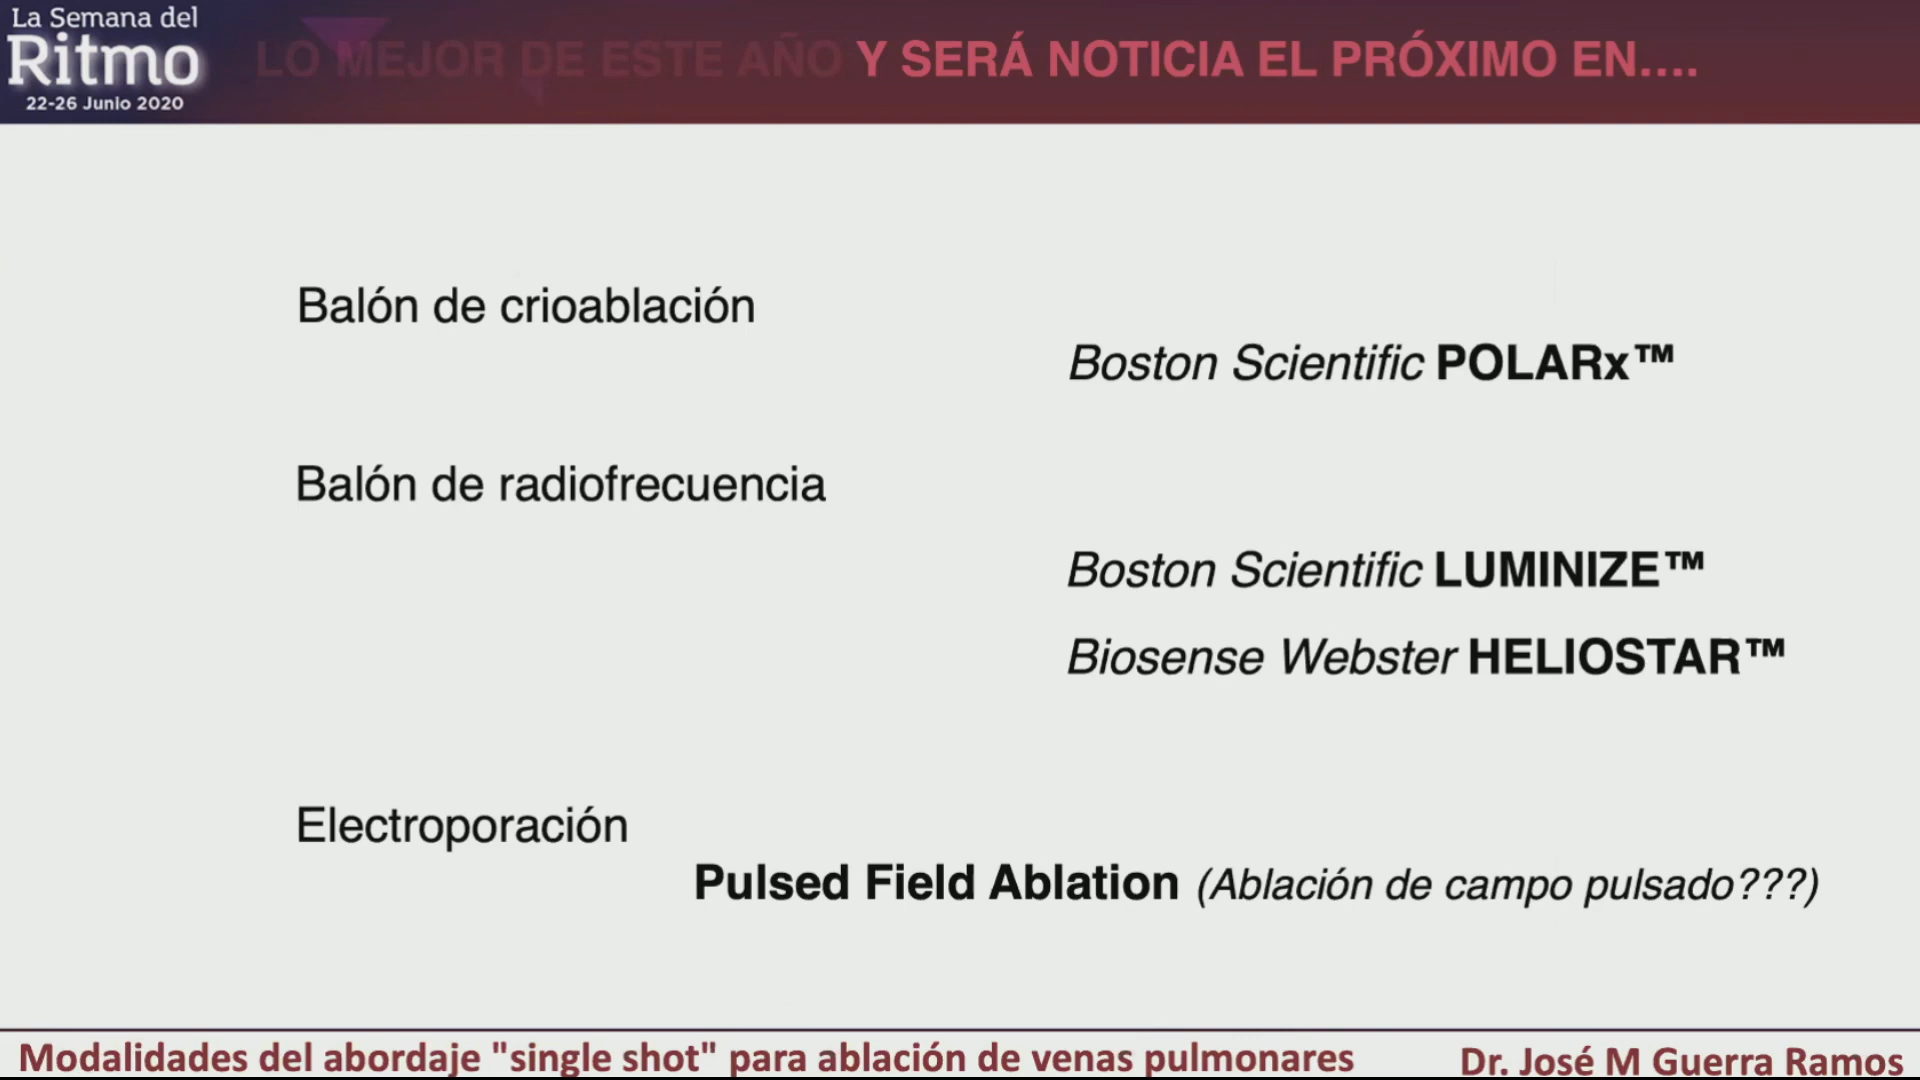 La Semana del
Ritmo
22-26 Junio 2020
LO MEJOR DE ESTE AÑO Y SERÁ NOTICIA EL PRÓXIMO EN....
Balón de crioablación
Boston Scientific POLARx™
Balón de radiofrecuencia
Boston Scientific LUMINIZE™
Biosense Webster HELIOSTAR™
Electroporación
Pulsed Field Ablation (Ablación de campo pulsado???)
Modalidades del abordaje "single shot" para ablación de venas pulmonares
Dr. José M Guerra Ramos